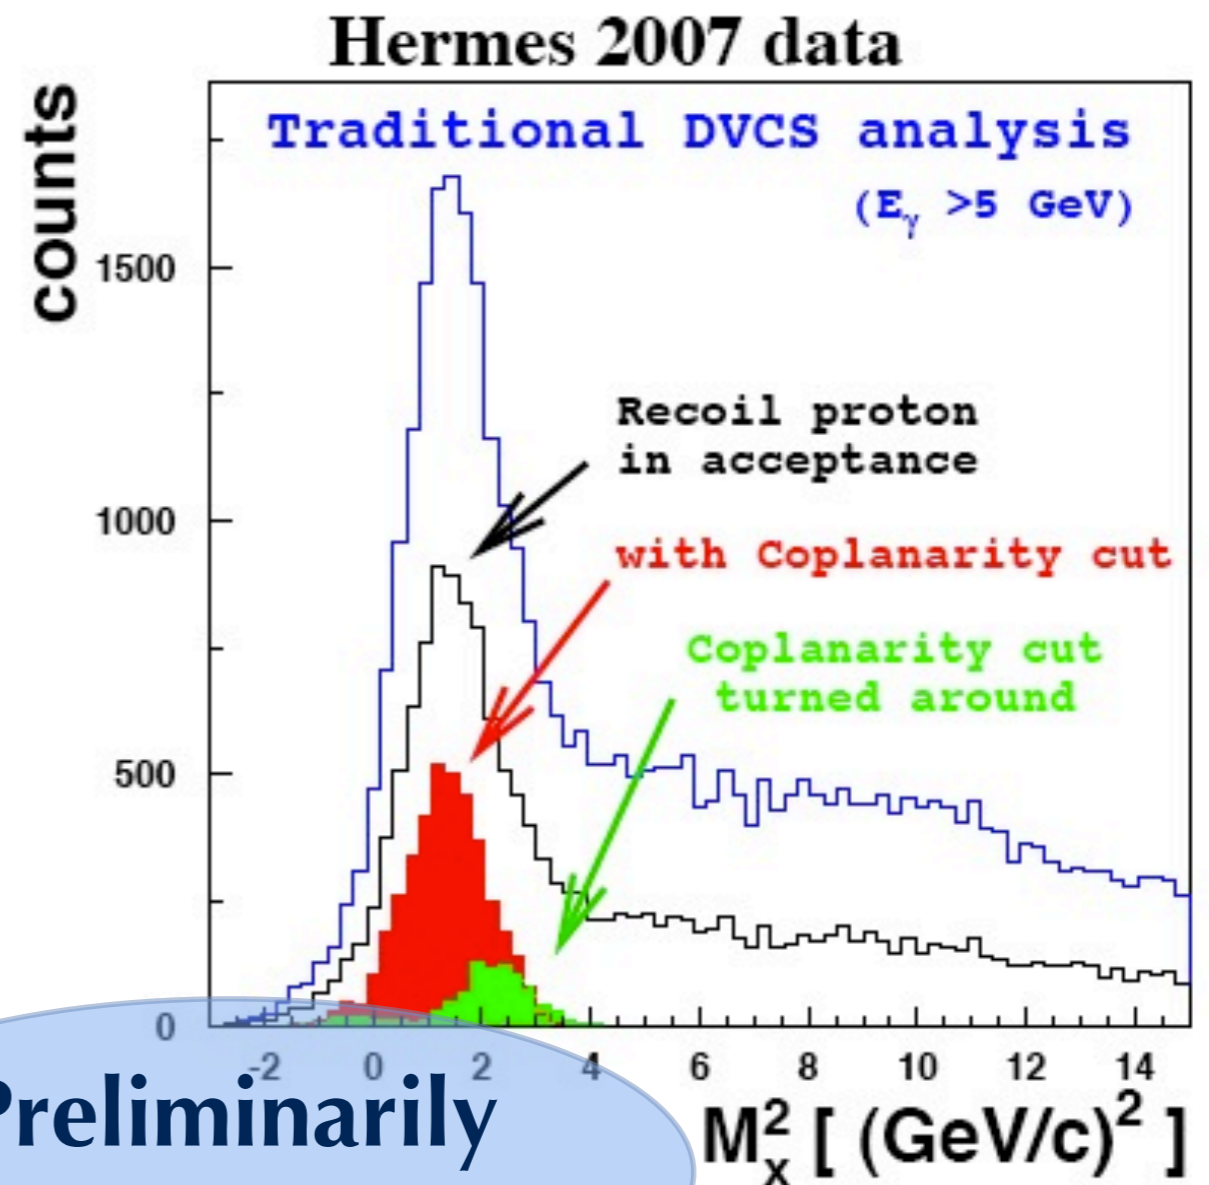 Hermes 2007 data
counts
Traditional DVCS analysis
(Eγ >5 GeV)
1500
Recoil proton
in acceptance
1000
with Coplanarity cut
Coplanarity cut
turned around
500
0
-2 0 2 4 6 8 10 12 14
Preliminarily
M²ₓ [ (GeV/c)² ]